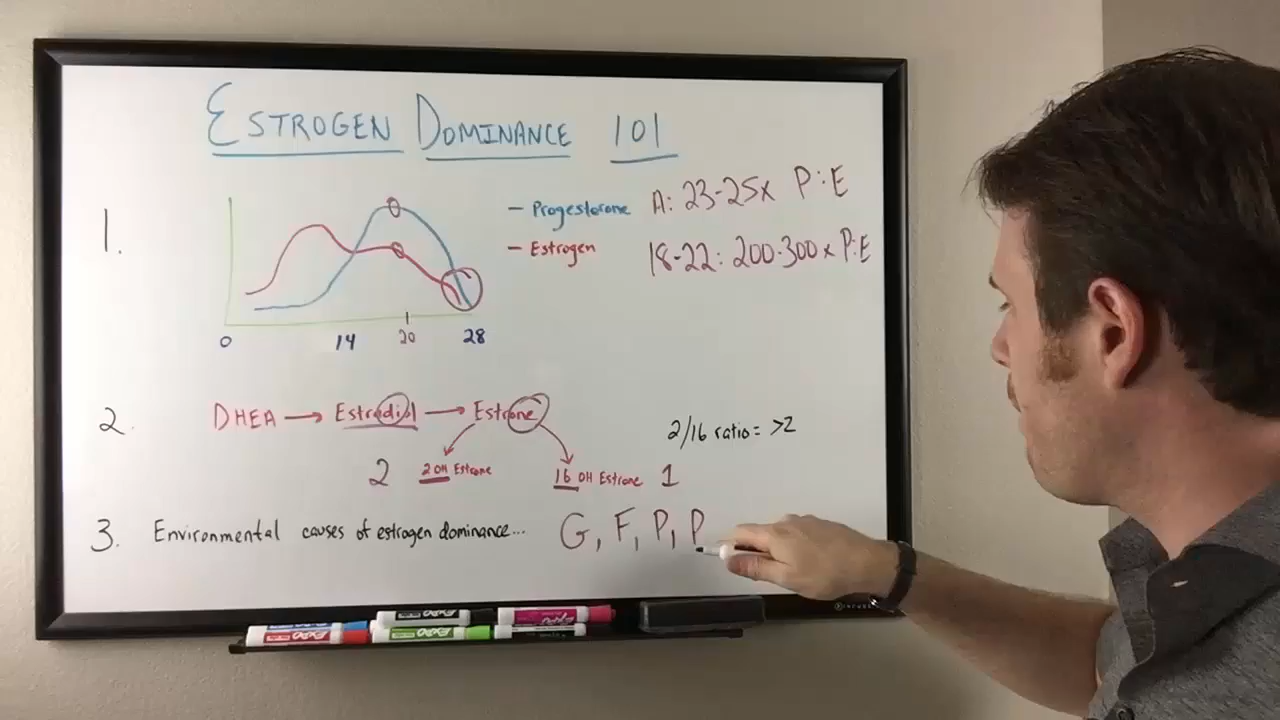 ESTROGEN DOMINANCE 101
1.
- Progesterone
- Estrogen
A: 23-25x P:E
18-22: 200-300x P:E
0 14 20 28
2.
DHEA → Estradiol → Estrone
2/16 ratio= >2
2 2 OH Estrone 16 OH Estrone 1
3. Environmental causes of estrogen dominance... G, F, P, P